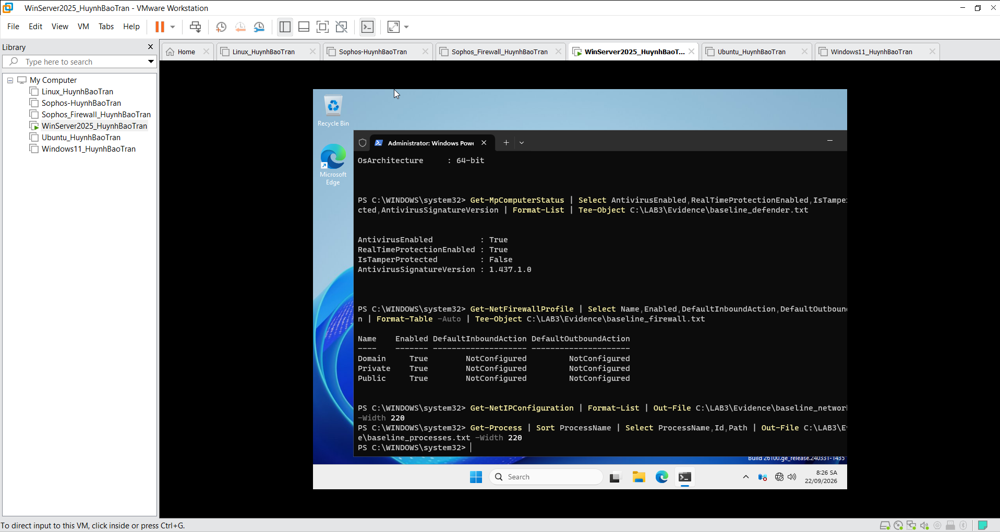 WinServer2025_HuynhBaoTran - VMware Workstation
File Edit View VM Tabs Help
Library
Type here to search
My Computer
Linux_HuynhBaoTran
Sophos-HuynhBaoTran
Sophos_Firewall_HuynhBaoTran
WinServer2025_HuynhBaoTran
Ubuntu_HuynhBaoTran
Windows11_HuynhBaoTran
Home
Linux_HuynhBaoTran
Sophos-HuynhBaoTran
Sophos_Firewall_HuynhBaoTran
WinServer2025_HuynhBaoT...
Ubuntu_HuynhBaoTran
Windows11_HuynhBaoTran
Recycle Bin
Microsoft
Edge
Administrator: Windows Powe
OsArchitecture : 64-bit
PS C:\WINDOWS\system32> Get-MpComputerStatus | Select AntivirusEnabled,RealTimeProtectionEnabled,IsTampe
cted,AntivirusSignatureVersion | Format-List | Tee-Object C:\LAB3\Evidence\baseline_defender.txt
AntivirusEnabled : True
RealTimeProtectionEnabled : True
IsTamperProtected : False
AntivirusSignatureVersion : 1.437.1.0
PS C:\WINDOWS\system32> Get-NetFirewallProfile | Select Name,Enabled,DefaultInboundAction,DefaultOutboun
n | Format-Table -Auto | Tee-Object C:\LAB3\Evidence\baseline_firewall.txt
Name Enabled DefaultInboundAction DefaultOutboundAction
---- ------- -------------------- ---------------------
Domain True NotConfigured NotConfigured
Private True NotConfigured NotConfigured
Public True NotConfigured NotConfigured
PS C:\WINDOWS\system32> Get-NetIPConfiguration | Format-List | Out-File C:\LAB3\Evidence\baseline_networ
-Width 220
PS C:\WINDOWS\system32> Get-Process | Sort ProcessName | Select ProcessName,Id,Path | Out-File C:\LAB3\E
e\baseline_processes.txt -Width 220
PS C:\WINDOWS\system32>
Build 26100.ge_release.240331-1435
Search
8:26 SA
22/09/2026
To direct input to this VM, click inside or press Ctrl+G.